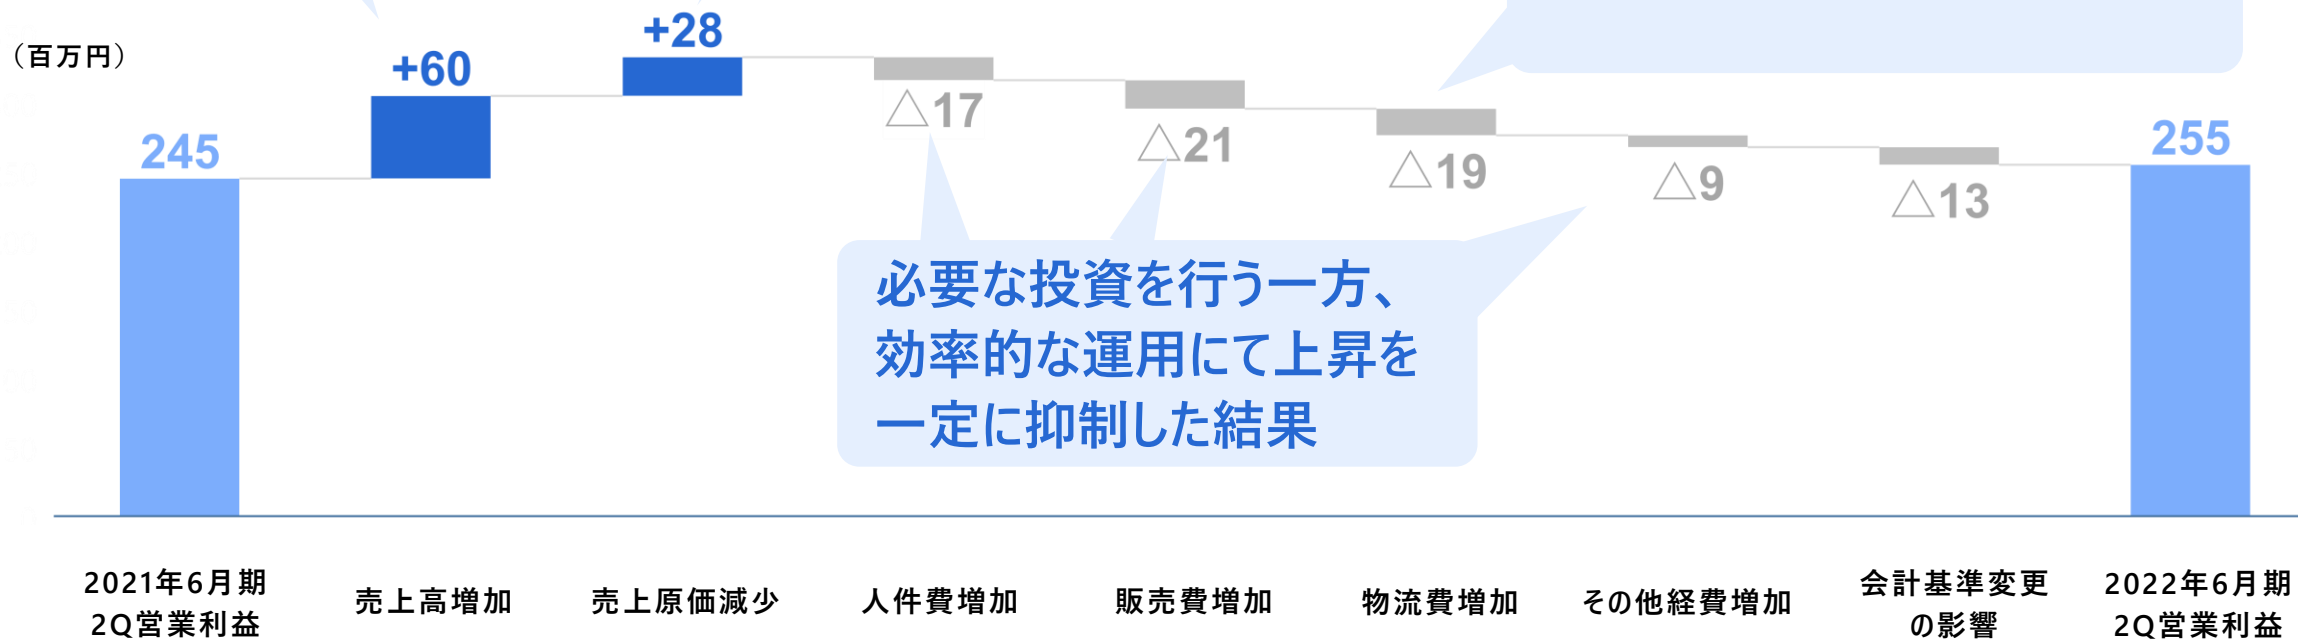 （百万円）
245
+60
+28
△17
△21
△19
△9
△13
255
必要な投資を行う一方、
効率的な運用にて上昇を
一定に抑制した結果
2021年6月期
2Q営業利益
売上高増加
売上原価減少
人件費増加
販売費増加
物流費増加
その他経費増加
会計基準変更
の影響
2022年6月期
2Q営業利益